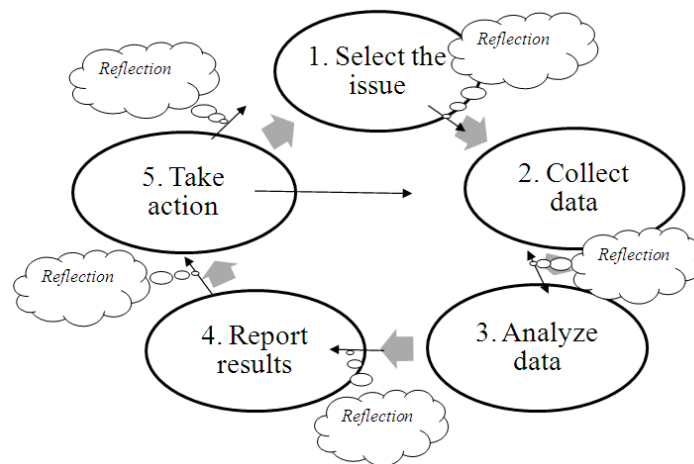 Reflection
1. Select the
issue
Reflection
2. Collect
data
Reflection
3. Analyze
data
Reflection
4. Report
results
Reflection
5. Take
action